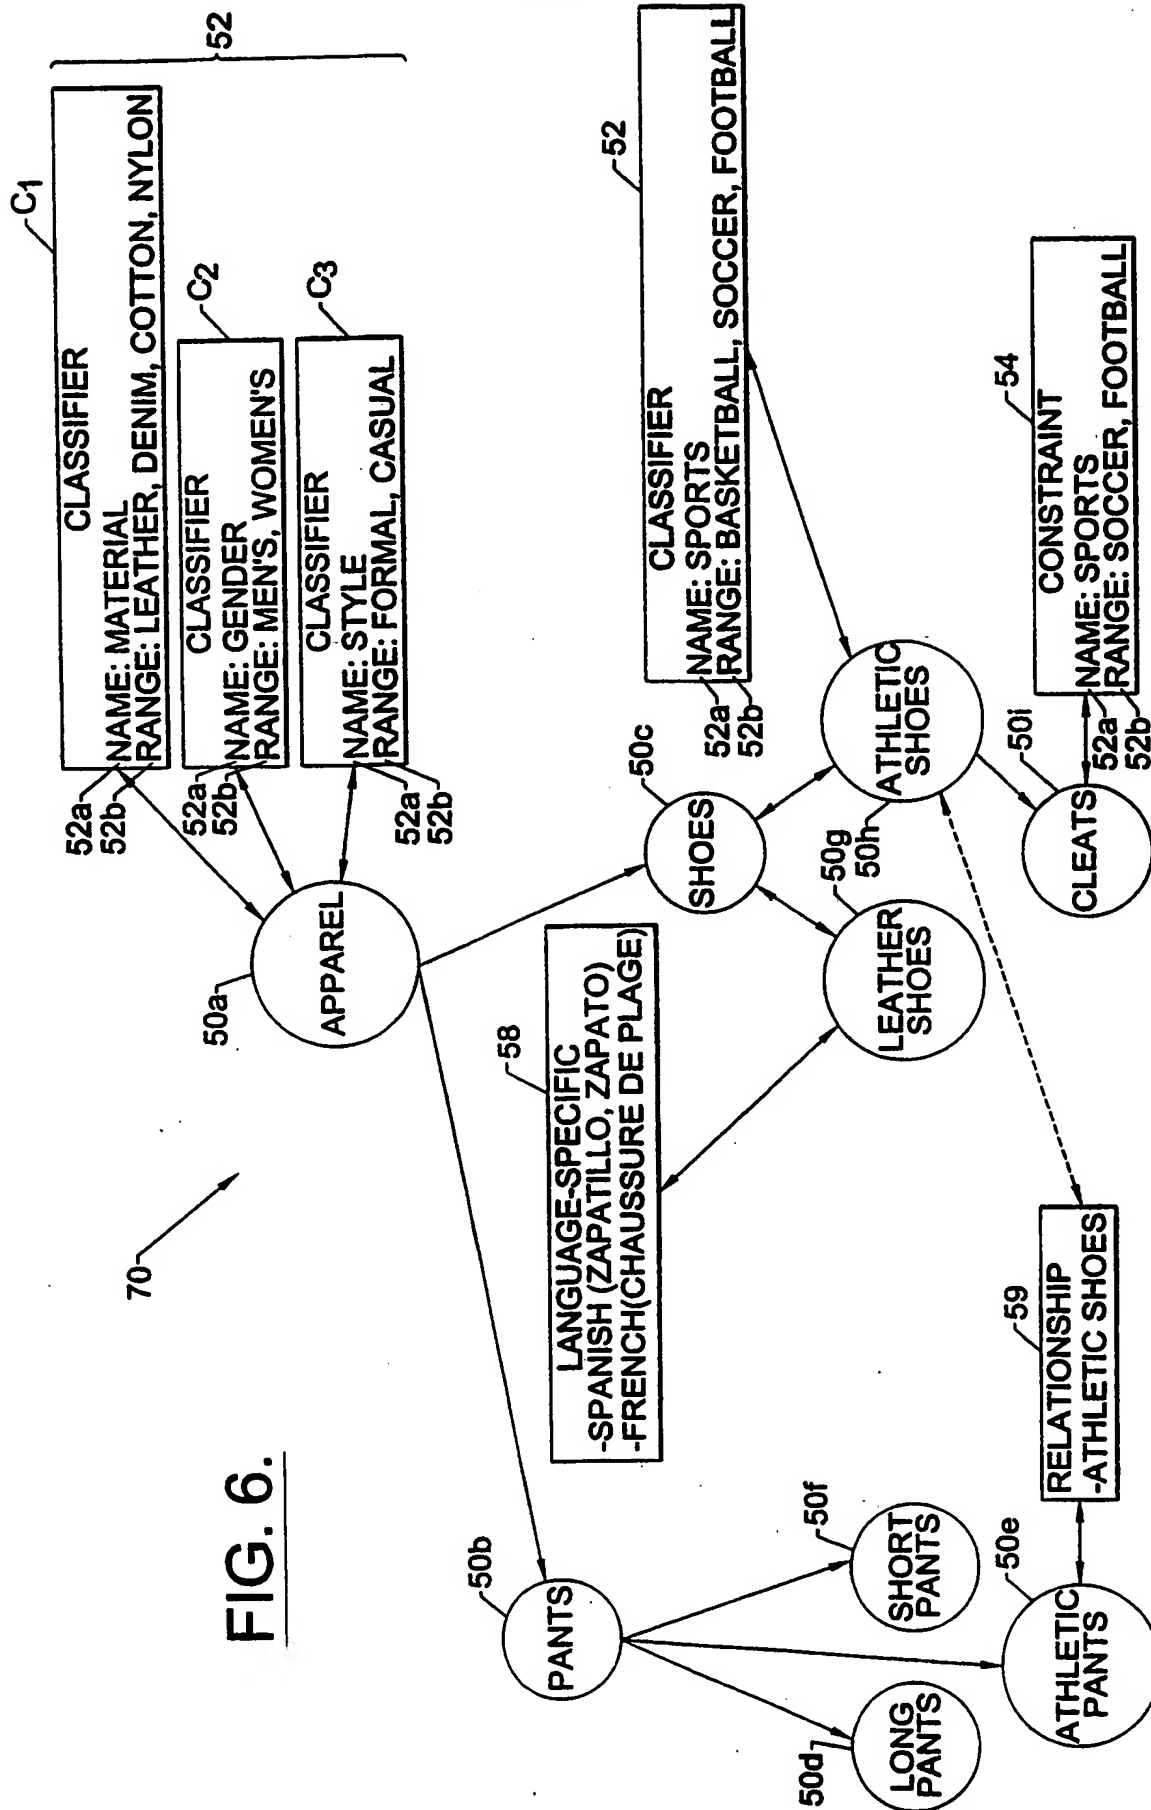 FIG. 6.
70
52
C1
CLASSIFIER
NAME: MATERIAL
RANGE: LEATHER, DENIM, COTTON, NYLON
52a
52b
C2
CLASSIFIER
NAME: GENDER
RANGE: MEN'S, WOMEN'S
52a
52b
C3
CLASSIFIER
NAME: STYLE
RANGE: FORMAL, CASUAL
52a
52b
50a
APPAREL
50b
PANTS
58
LANGUAGE-SPECIFIC
-SPANISH (ZAPATILLO, ZAPATO)
-FRENCH(CHAUSSURE DE PLAGE)
50c
SHOES
52
CLASSIFIER
NAME: SPORTS
RANGE: BASKETBALL, SOCCER, FOOTBALL
52a
52b
50d
LONG
PANTS
50f
SHORT
PANTS
50g
LEATHER
SHOES
50h
ATHLETIC
SHOES
50e
ATHLETIC
PANTS
59
RELATIONSHIP
-ATHLETIC SHOES
50i
CLEATS
54
CONSTRAINT
NAME: SPORTS
RANGE: SOCCER, FOOTBALL
52a
52b